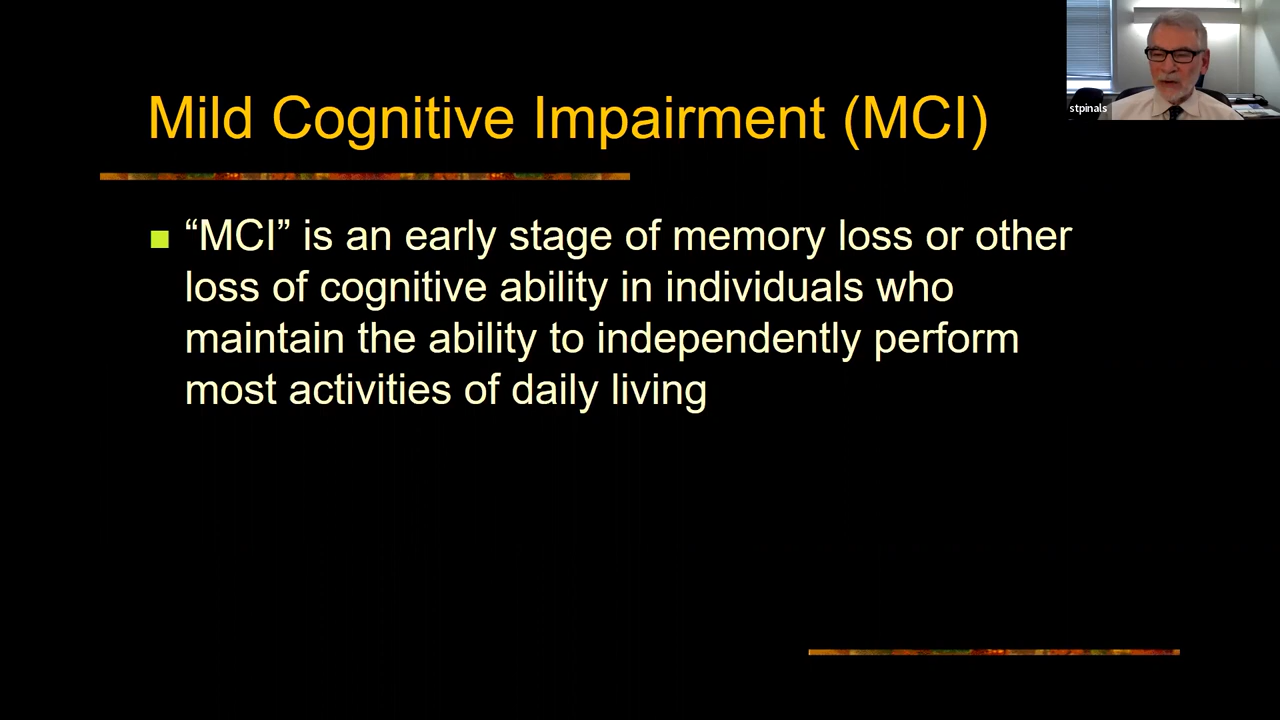 stpinals
Mild Cognitive Impairment (MCI)
“MCI” is an early stage of memory loss or other
loss of cognitive ability in individuals who
maintain the ability to independently perform
most activities of daily living